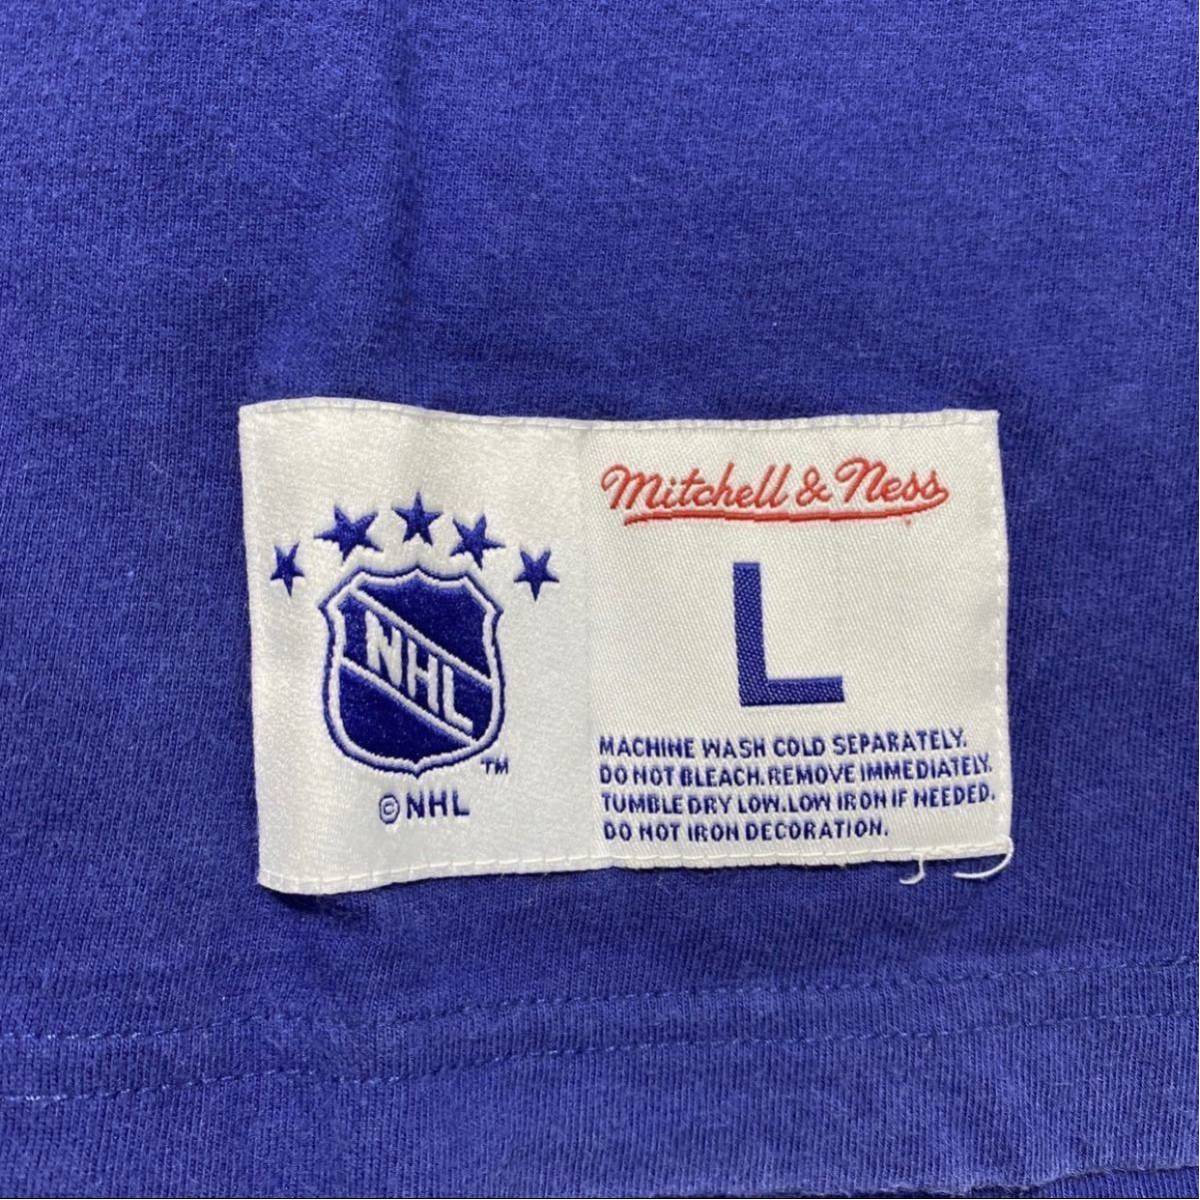 NHL
TM
©NHL
Mitchell & Ness
L
MACHINE WASH COLD SEPARATELY.
DO NOT BLEACH. REMOVE IMMEDIATELY.
TUMBLE DRY LOW. LOW IRON IF NEEDED.
DO NOT IRON DECORATION.